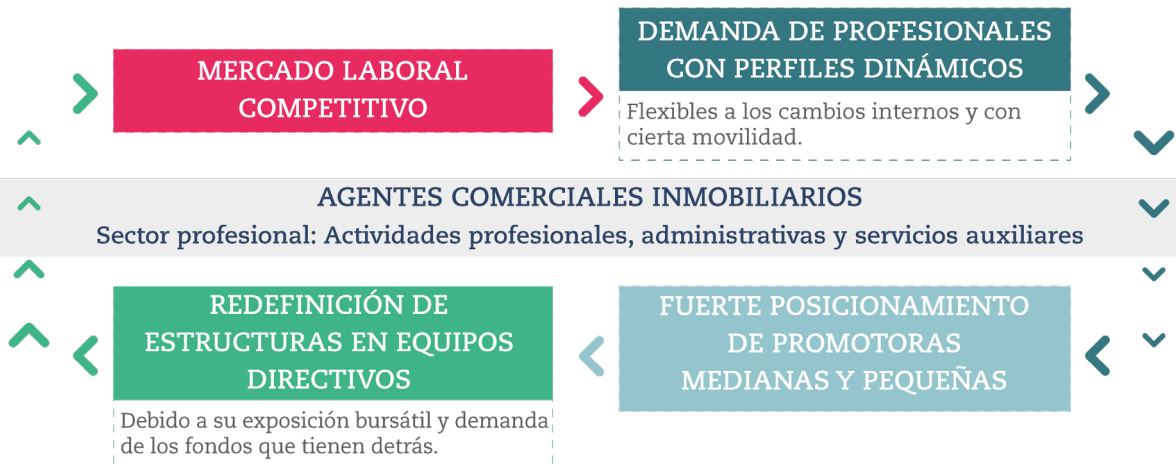 MERCADO LABORAL
COMPETITIVO
DEMANDA DE PROFESIONALES
CON PERFILES DINÁMICOS
Flexibles a los cambios internos y con
cierta movilidad.
AGENTES COMERCIALES INMOBILIARIOS
Sector profesional: Actividades profesionales, administrativas y servicios auxiliares
REDEFINICIÓN DE
ESTRUCTURAS EN EQUIPOS
DIRECTIVOS
Debido a su exposición bursátil y demanda
de los fondos que tienen detrás.
FUERTE POSICIONAMIENTO
DE PROMOTORAS
MEDIANAS Y PEQUEÑAS